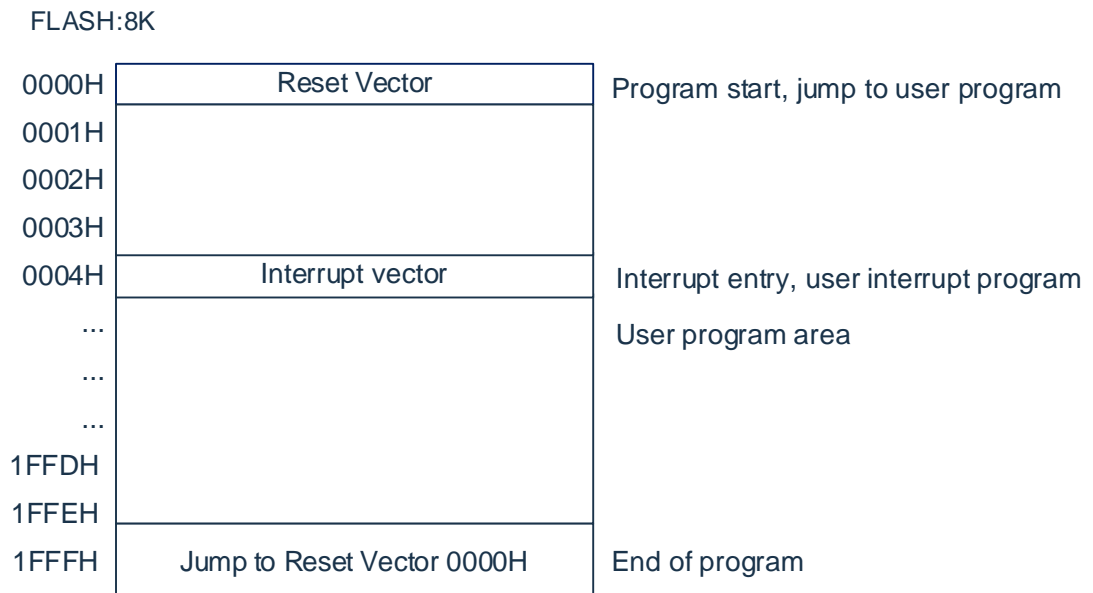 FLASH:8K
0000H Reset Vector Program start, jump to user program
0001H
0002H
0003H
0004H Interrupt vector Interrupt entry, user interrupt program
... User program area
...
...
1FFDH
1FFEH
1FFFH Jump to Reset Vector 0000H End of program